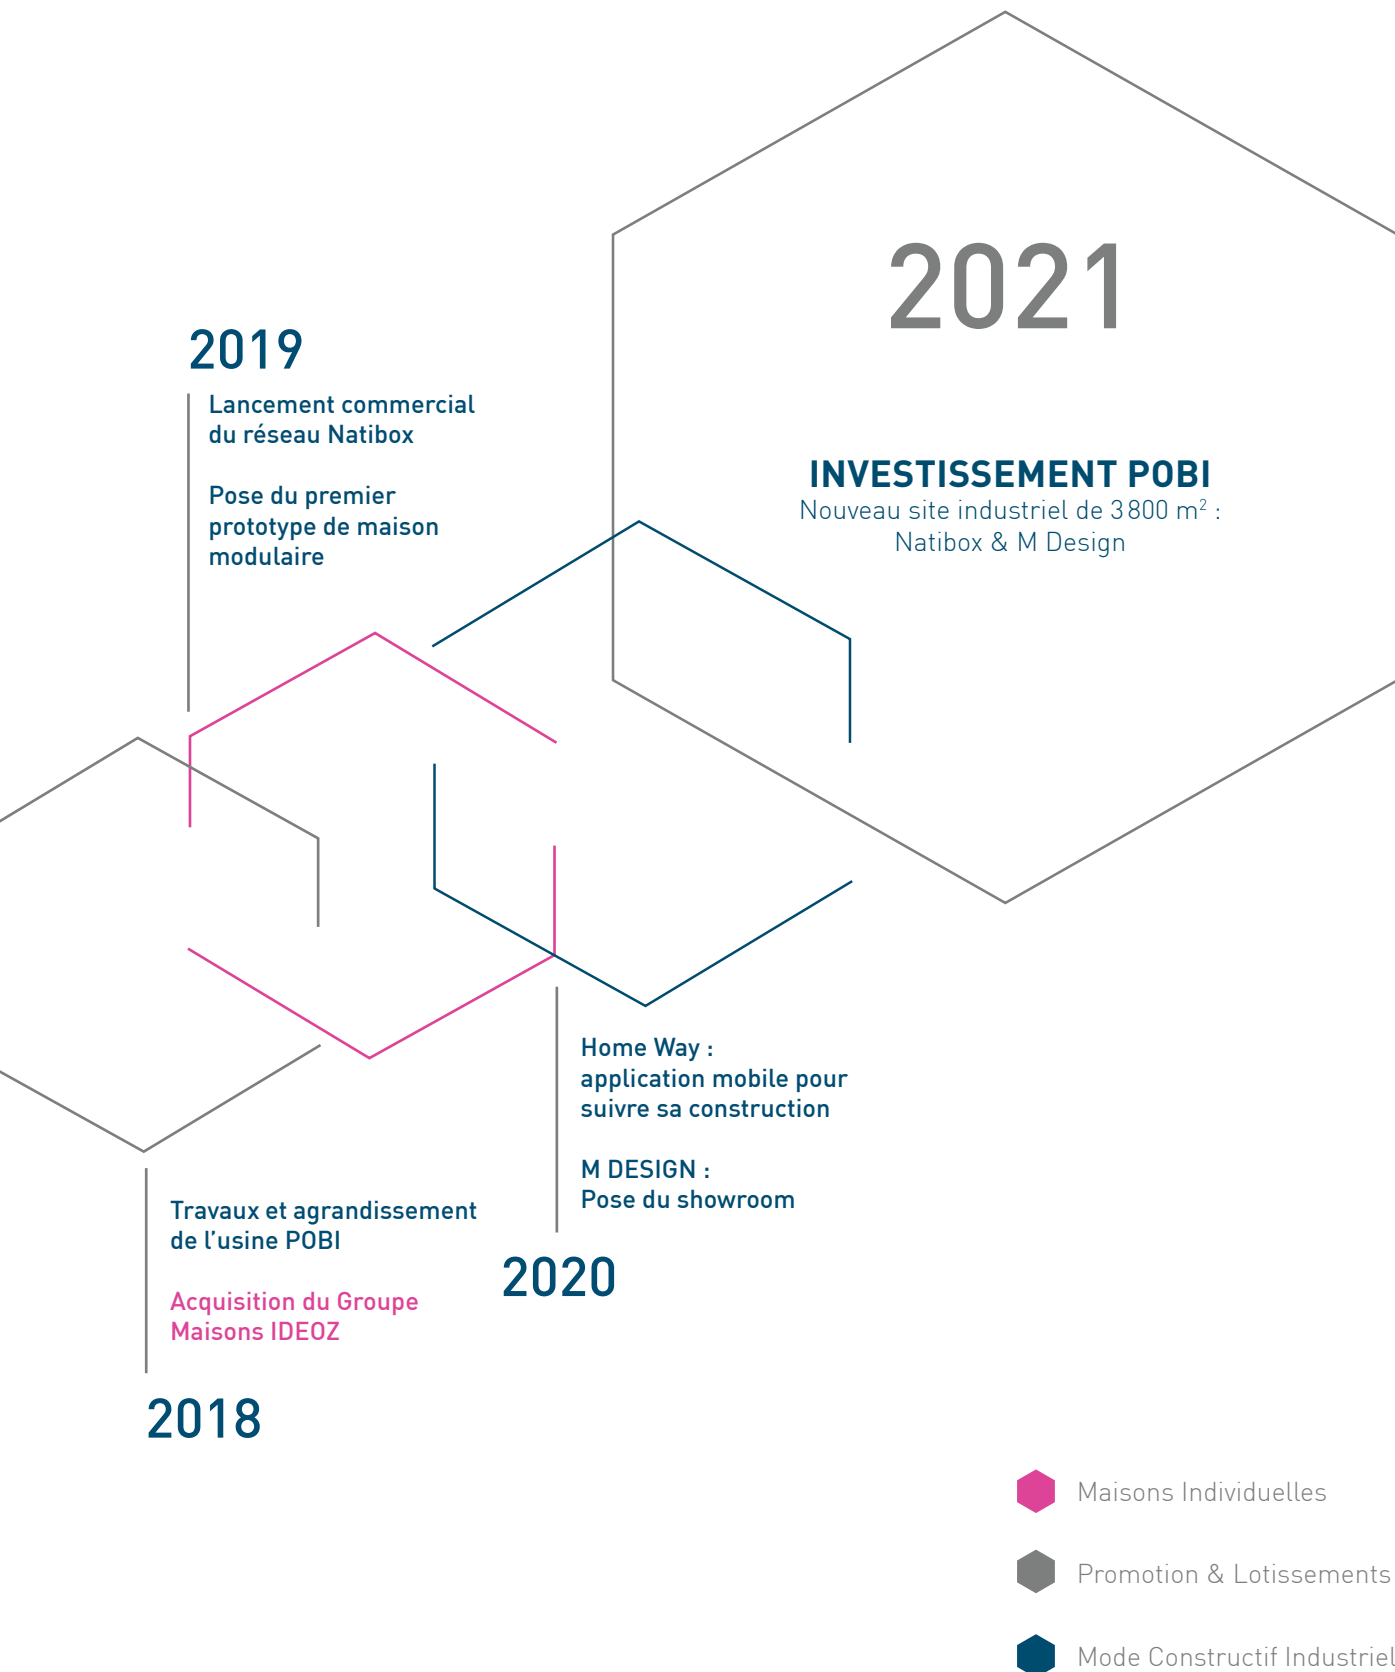 2021
INVESTISSEMENT POBI
Nouveau site industriel de 3 800 m² :
Natibox & M Design
2019
Lancement commercial
du réseau Natibox
Pose du premier
prototype de maison
modulaire
Home Way :
application mobile pour
suivre sa construction
M DESIGN :
Pose du showroom
2020
Travaux et agrandissement
de l’usine POBI
Acquisition du Groupe
Maisons IDEOZ
2018
Maisons Individuelles
Promotion & Lotissements
Mode Constructif Industriel